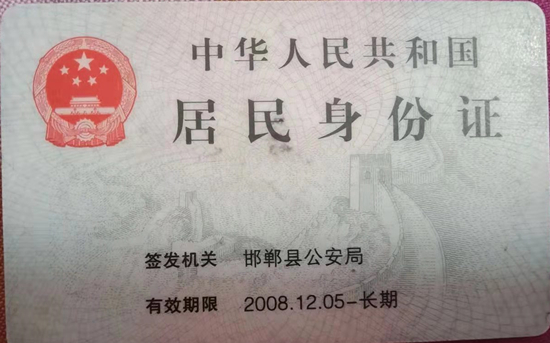 中华人民共和国
居民身份证
签发机关 邯郸县公安局
有效期限 2008.12.05-长期